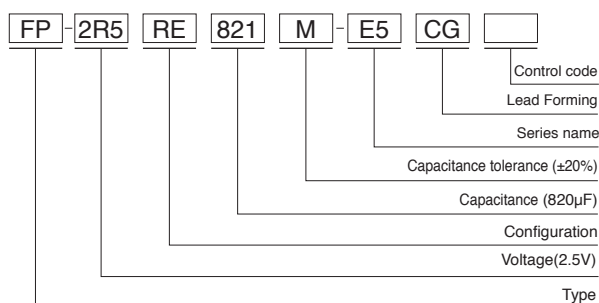 FP-2R5 RE 821 M-E5 CG
Control code
Lead Forming
Series name
Capacitance tolerance (±20%)
Capacitance (820µF)
Configuration
Voltage(2.5V)
Type